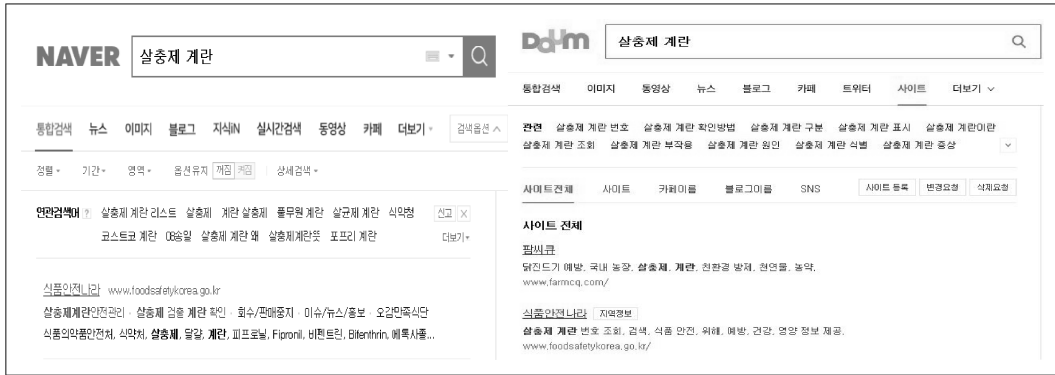 NAVER
살충제 계란
통합검색 뉴스 이미지 블로그 지식iN 실시간검색 동영상 카페 더보기 검색옵션
정렬 기간 영역 옵션유지 꺼짐 켜짐 상세검색
연관검색어 ? 살충제 계란 리스트 살충제 계란 살충제 풀무원 계란 살균제 계란 식약청 신고 X
코스트코 계란 08송일 살충제 계란 왜 살충제계란뜻 포프리 계란 더보기
식품안전나라 www.foodsafetykorea.go.kr
살충제계란안전관리 · 살충제 검출 계란 확인 · 회수/판매중지 · 이슈/뉴스/홍보 · 오감만족식단
식품의약품안전처, 식약처, 살충제, 달걀, 계란, 피프로닐, Fipronil, 비펜트린, Bifenthrin, 에톡사졸...
Daum
살충제 계란
통합검색 이미지 동영상 뉴스 블로그 카페 트위터 사이트 더보기
관련 살충제 계란 번호 살충제 계란 확인방법 살충제 계란 구분 살충제 계란 표시 살충제 계란이란
살충제 계란 조회 살충제 계란 부작용 살충제 계란 원인 살충제 계란 식별 살충제 계란 증상
사이트전체 사이트 카페이름 블로그이름 SNS 사이트 등록 변경요청 삭제요청
사이트 전체
팜씨큐
닭진드기 예방, 국내 농장, 살충제, 계란, 친환경 방제, 천연물, 농약.
www.farmcq.com/
식품안전나라 지역정보
살충제 계란 번호 조회, 검색, 식품 안전, 위해, 예방, 건강, 영양 정보 제공.
www.foodsafetykorea.go.kr/